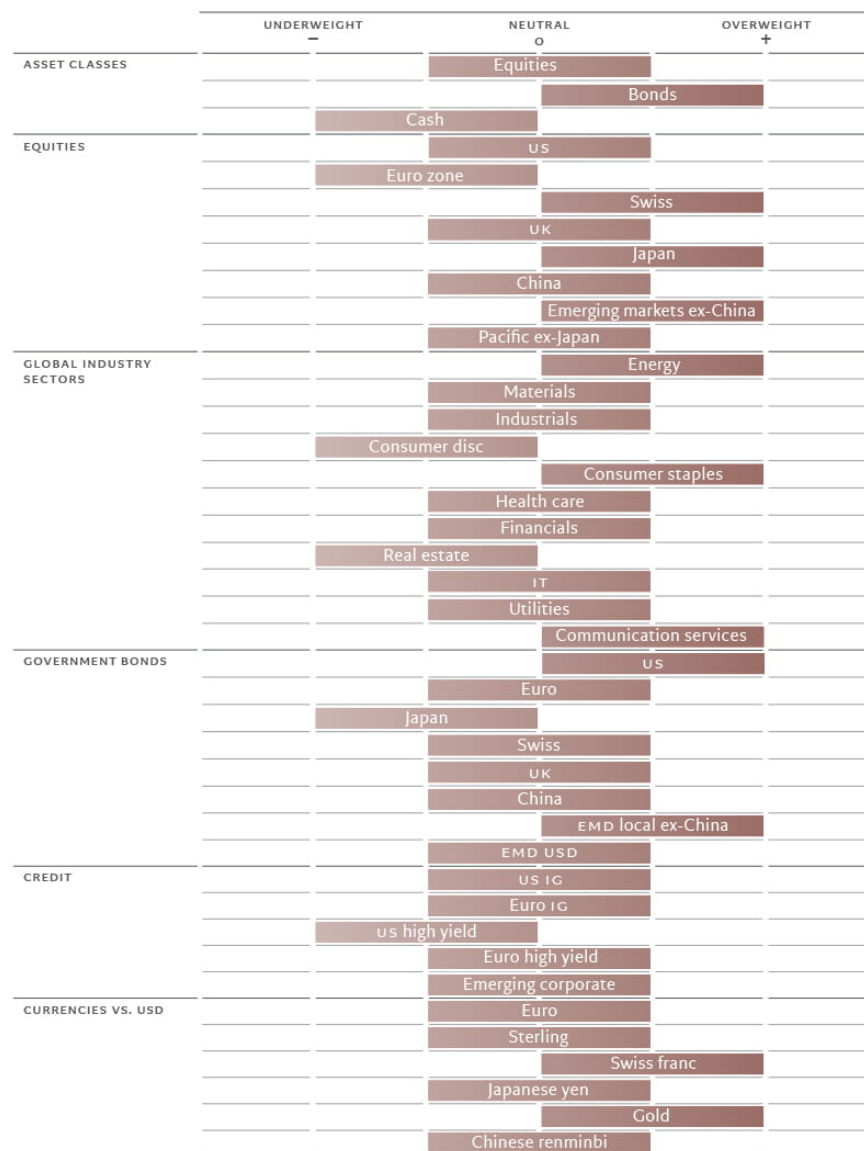 UNDERWEIGHT NEUTRAL OVERWEIGHT
− O +
ASSET CLASSES Equities
Bonds
Cash
EQUITIES US
Euro zone
Swiss
UK
Japan
China
Emerging markets ex-China
Pacific ex-Japan
GLOBAL INDUSTRY Energy
SECTORS
Materials
Industrials
Consumer disc
Consumer staples
Health care
Financials
Real estate
IT
Utilities
Communication services
GOVERNMENT BONDS US
Euro
Japan
Swiss
UK
China
EMD local ex-China
EMD USD
CREDIT US IG
Euro IG
US high yield
Euro high yield
Emerging corporate
CURRENCIES VS. USD Euro
Sterling
Swiss franc
Japanese yen
Gold
Chinese renminbi